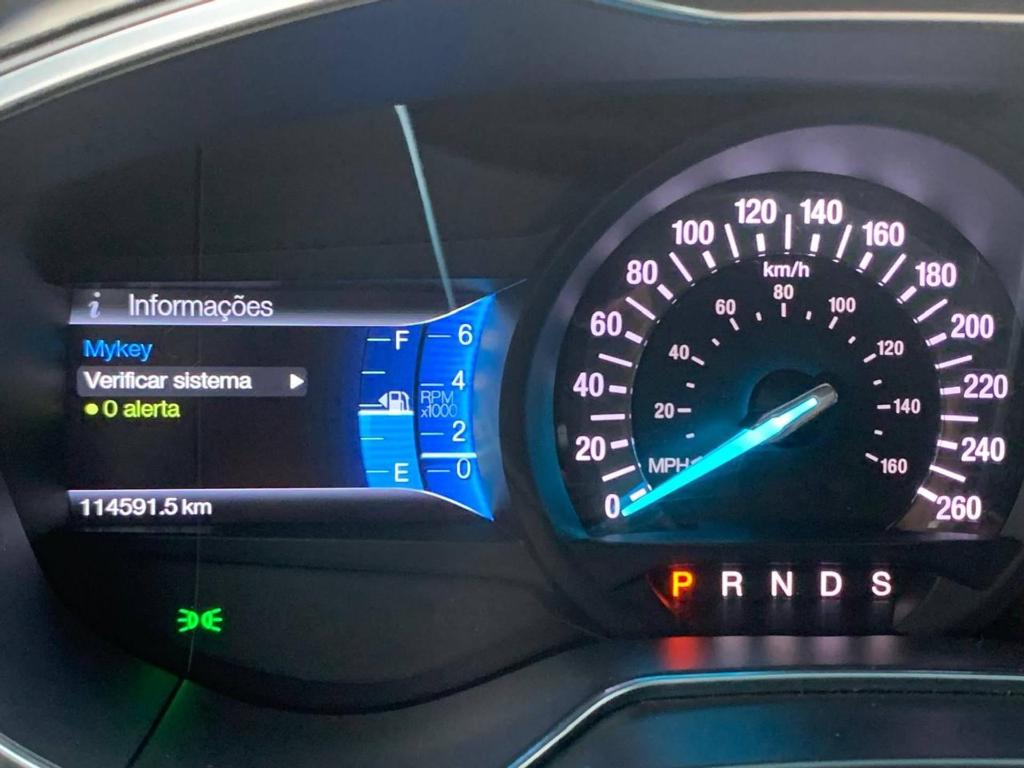 i Informações
Mykey
Verificar sistema
0 alerta
114591.5 km
F
E
6
4
RPM
x1000
2
0
0 20 40 60 80 100 120 140 160 180 200 220 240 260
km/h
20 40 60 80 100 120 140 160
MPH
P R N D S